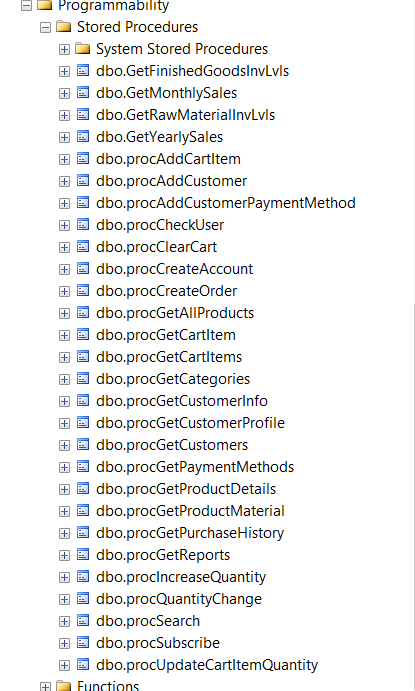 Programmability
Stored Procedures
System Stored Procedures
dbo.GetFinishedGoodsInvLvls
dbo.GetMonthlySales
dbo.GetRawMaterialInvLvls
dbo.GetYearlySales
dbo.procAddCartItem
dbo.procAddCustomer
dbo.procAddCustomerPaymentMethod
dbo.procCheckUser
dbo.procClearCart
dbo.procCreateAccount
dbo.procCreateOrder
dbo.procGetAllProducts
dbo.procGetCartItem
dbo.procGetCartItems
dbo.procGetCategories
dbo.procGetCustomerInfo
dbo.procGetCustomerProfile
dbo.procGetCustomers
dbo.procGetPaymentMethods
dbo.procGetProductDetails
dbo.procGetProductMaterial
dbo.procGetPurchaseHistory
dbo.procGetReports
dbo.procIncreaseQuantity
dbo.procQuantityChange
dbo.procSearch
dbo.procSubscribe
dbo.procUpdateCartItemQuantity
Functions